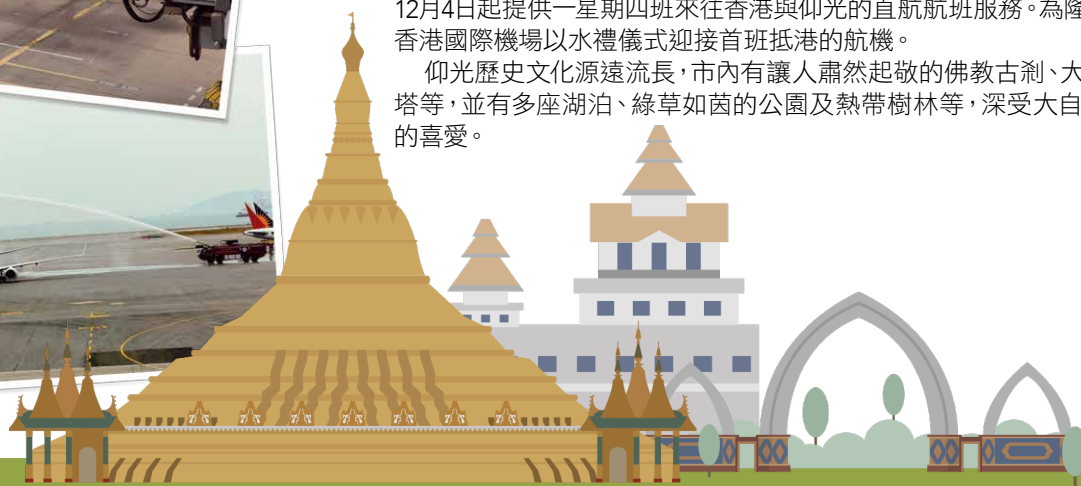 12月4日起提供一星期四班來往香港與仰光的直航航班服務。為隆
香港國際機場以水禮儀式迎接首班抵港的航機。
仰光歷史文化源遠流長,市內有讓人肅然起敬的佛教古剎、大
塔等,並有多座湖泊、綠草如茵的公園及熱帶樹林等,深受大自
的喜愛。